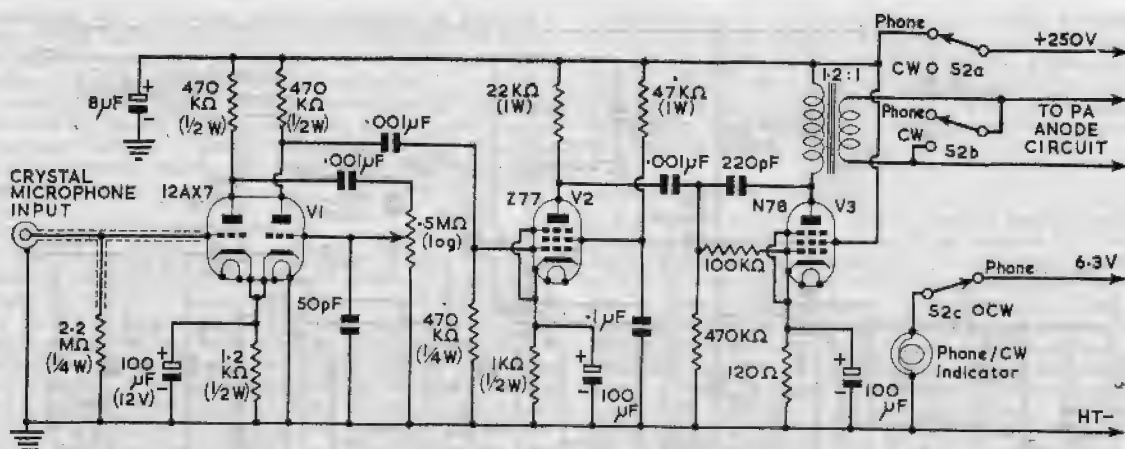 Phone
+250V
CW O S2a
1·2:1
TO PA
ANODE
CIRCUIT
Phone
CW
S2b
8µF
+
-
470
KΩ
(½W)
470
KΩ
(½W)
·001µF
·001µF
22KΩ
(1W)
47KΩ
(1W)
·001µF
220pF
CRYSTAL
MICROPHONE
INPUT
12AX7
V1
·5MΩ
(log)
Z77
V2
N78
V3
100KΩ
50pF
2·2
MΩ
(¼W)
100
µF
(12V)
+
-
1·2
KΩ
(½W)
470
KΩ
(¼W)
1KΩ
(½W)
+
-
100
µF
·1µF
470KΩ
120Ω
+
-
100
µF
Phone
6·3V
S2c OCW
Phone/CW
Indicator
HT-